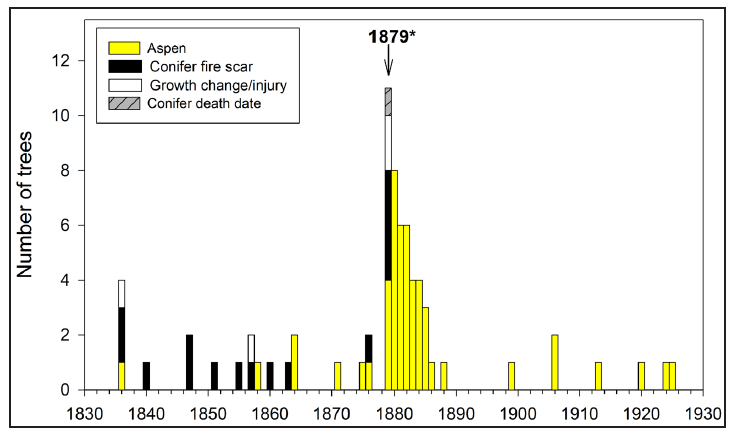 1879*
Aspen
Conifer fire scar
Growth change/injury
Conifer death date
Number of trees
12
10
8
6
4
2
0
1830 1840 1850 1860 1870 1880 1890 1900 1910 1920 1930